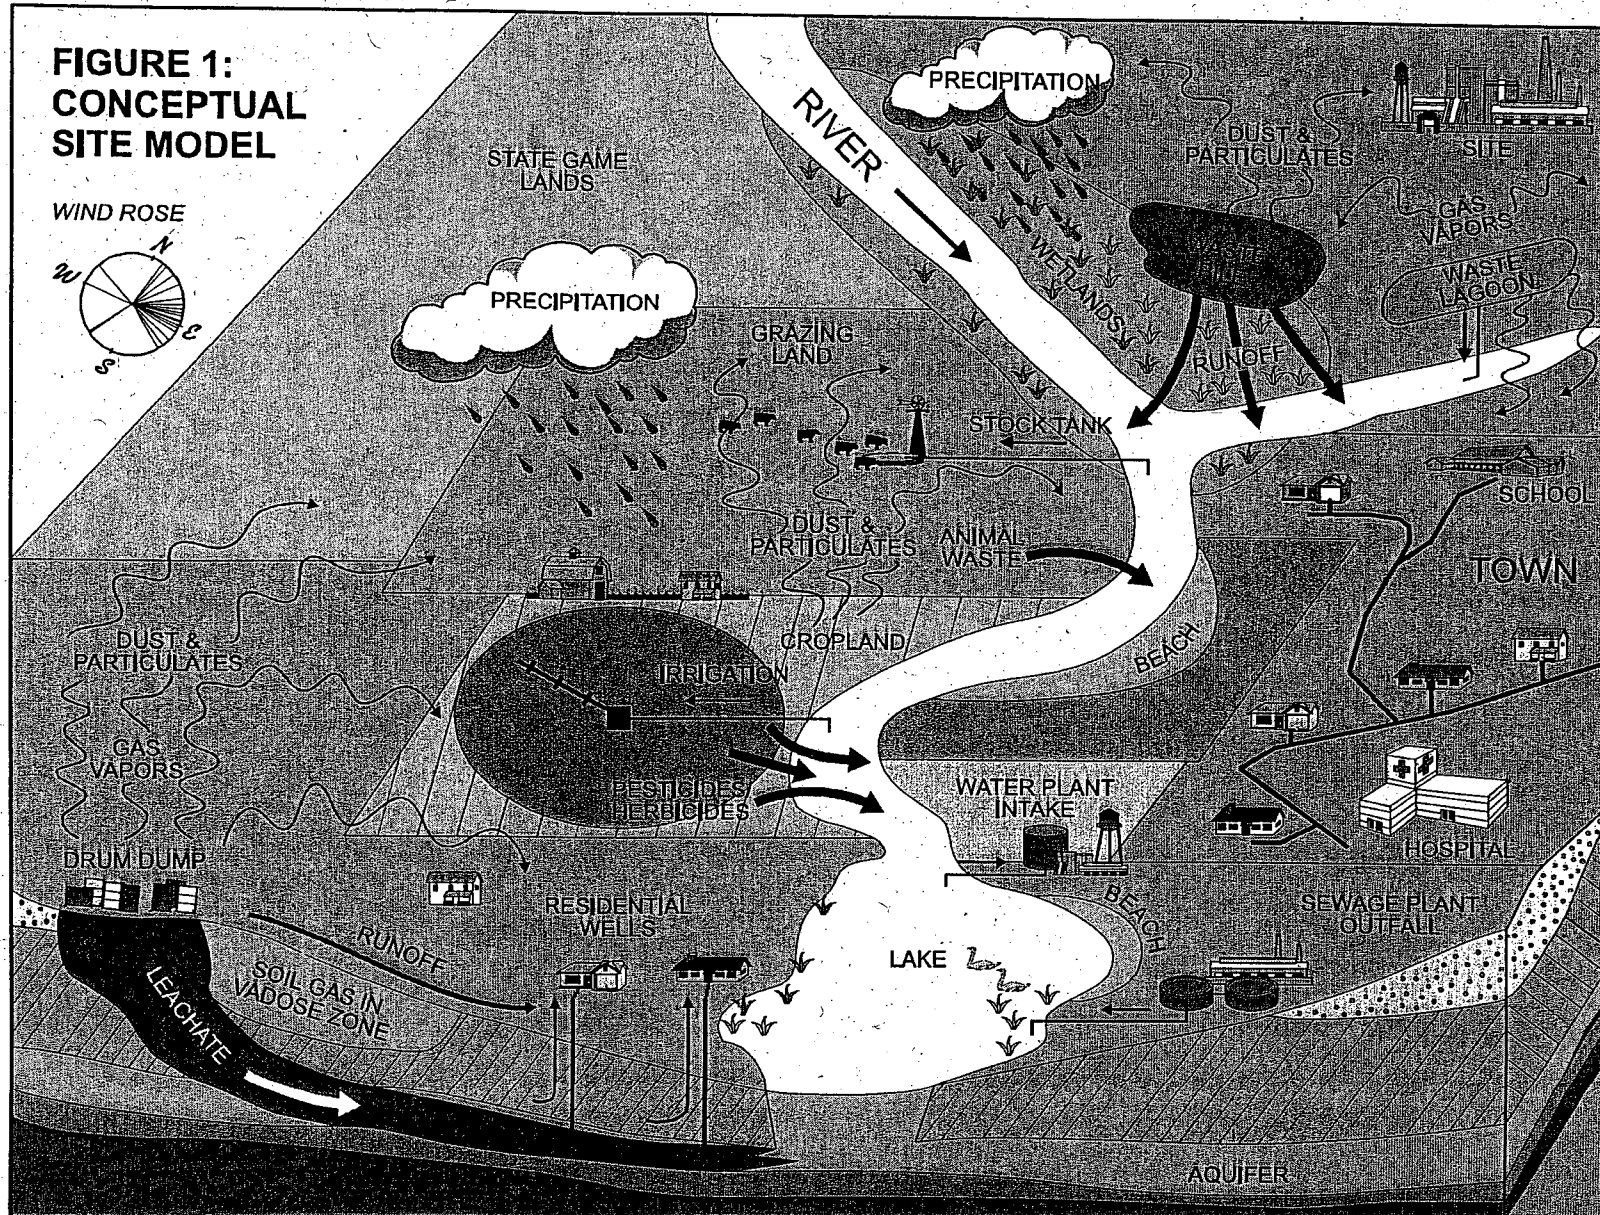 FIGURE 1:
CONCEPTUAL
SITE MODEL
WIND ROSE
N
W
E
S
STATE GAME
LANDS
RIVER
PRECIPITATION
DUST &
PARTICULATES
SITE
GAS
VAPORS
WETLANDS
WASTE
LAGOON
RUNOFF
PRECIPITATION
GRAZING
LAND
STOCK TANK
SCHOOL
TOWN
DUST &
PARTICULATES
ANIMAL
WASTE
CROPLAND
BEACH
IRRIGATION
DUST &
PARTICULATES
GAS
VAPORS
PESTICIDES/
HERBICIDES
WATER PLANT
INTAKE
HOSPITAL
DRUM DUMP
RESIDENTIAL
WELLS
RUNOFF
SOIL GAS IN
VADOSE ZONE
LEACHATE
LAKE
BEACH
SEWAGE PLANT
OUTFALL
AQUIFER